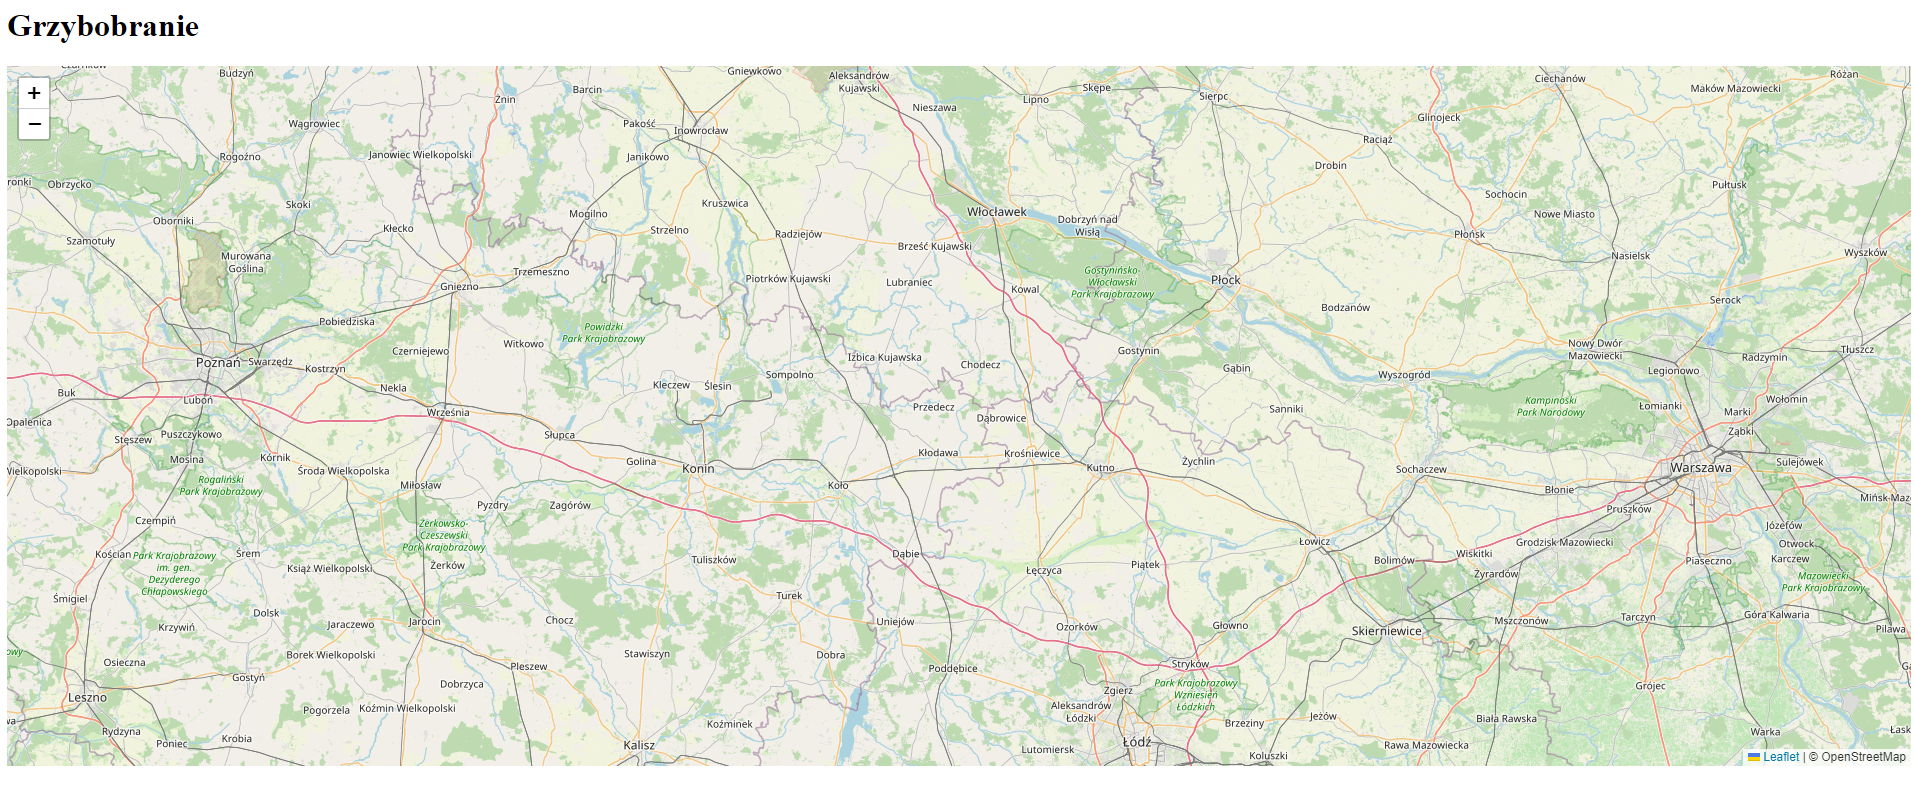 Grzybobranie
+
−
Budzyń
Gniewkowo
Aleksandrów
Kujawski
Ciechanów
Różan
Żnin
Barcin
Nieszawa
Lipno
Skępe
Sierpc
Maków Mazowiecki
Wągrowiec
Pakość
Inowrocław
Glinojeck
Raciąż
Rogoźno
Janowiec Wielkopolski
Janikowo
Drobin
Obrzycko
Pułtusk
Skoki
Kruszwica
Sochocin
Oborniki
Mogilno
Włocławek
Dobrzyń nad
Wisłą
Nowe Miasto
Szamotuły
Kłecko
Strzelno
Radziejów
Brześć Kujawski
Płońsk
Murowana
Goślina
Nasielsk
Wyszków
Trzemeszno
Piotrków Kujawski
Lubraniec
Gostynińsko-
Włocławski
Park Krajobrazowy
Płock
Gniezno
Kowal
Serock
Bodzanów
Pobiedziska
Powidzki
Park Krajobrazowy
Witkowo
Czerniejewo
Gostynin
Nowy Dwór
Mazowiecki
Radzymin
Tłuszcz
Poznań
Swarzędz
Kostrzyn
Izbica Kujawska
Chodecz
Gąbin
Legionowo
Wyszogród
Sompolno
Kleczew
Ślesin
Nekla
Buk
Luboń
Września
Przedecz
Dąbrowice
Sanniki
Kampinoski
Park Narodowy
Łomianki
Marki
Wołomin
Opalenica
Stęszew
Puszczykowo
Słupca
Ząbki
Mosina
Kórnik
Środa Wielkopolska
Golina
Konin
Kłodawa
Krośniewice
Kutno
Żychlin
Sochaczew
Warszawa
Sulejówek
Rogaliński
Park Krajobrazowy
Miłosław
Koło
Błonie
Pyzdry
Zagórów
Pruszków
Czempiń
Żerkowsko-
Czeszewski
Park Krajobrazowy
Józefów
Otwock
Karczew
Kościan
Park Krajobrazowy
im. gen.
Dezyderego
Chłapowskiego
Śrem
Książ Wielkopolski
Żerków
Tuliszków
Dąbie
Łęczyca
Piątek
Łowicz
Bolimów
Wiskitki
Grodzisk Mazowiecki
Piaseczno
Żyrardów
Mazowiecki
Park Krajobrazowy
Śmigiel
Dolsk
Turek
Góra Kalwaria
Krzywiń
Jaraczewo
Jarocin
Chocz
Uniejów
Ozorków
Głowno
Skierniewice
Mszczonów
Tarczyn
Pilawa
Osieczna
Borek Wielkopolski
Pleszew
Stawiszyn
Dobra
Poddębice
Stryków
Gostyń
Dobrzyca
Park Krajobrazowy
Wzniesień
Łódzkich
Grójec
Leszno
Zgierz
Pogorzela
Koźmin Wielkopolski
Aleksandrów
Łódzki
Koźminek
Brzeziny
Jeżów
Biała Rawska
Rydzyna
Poniec
Krobia
Kalisz
Lutomiersk
Łódź
Koluszki
Rawa Mazowiecka
Warka
Leaflet | © OpenStreetMap